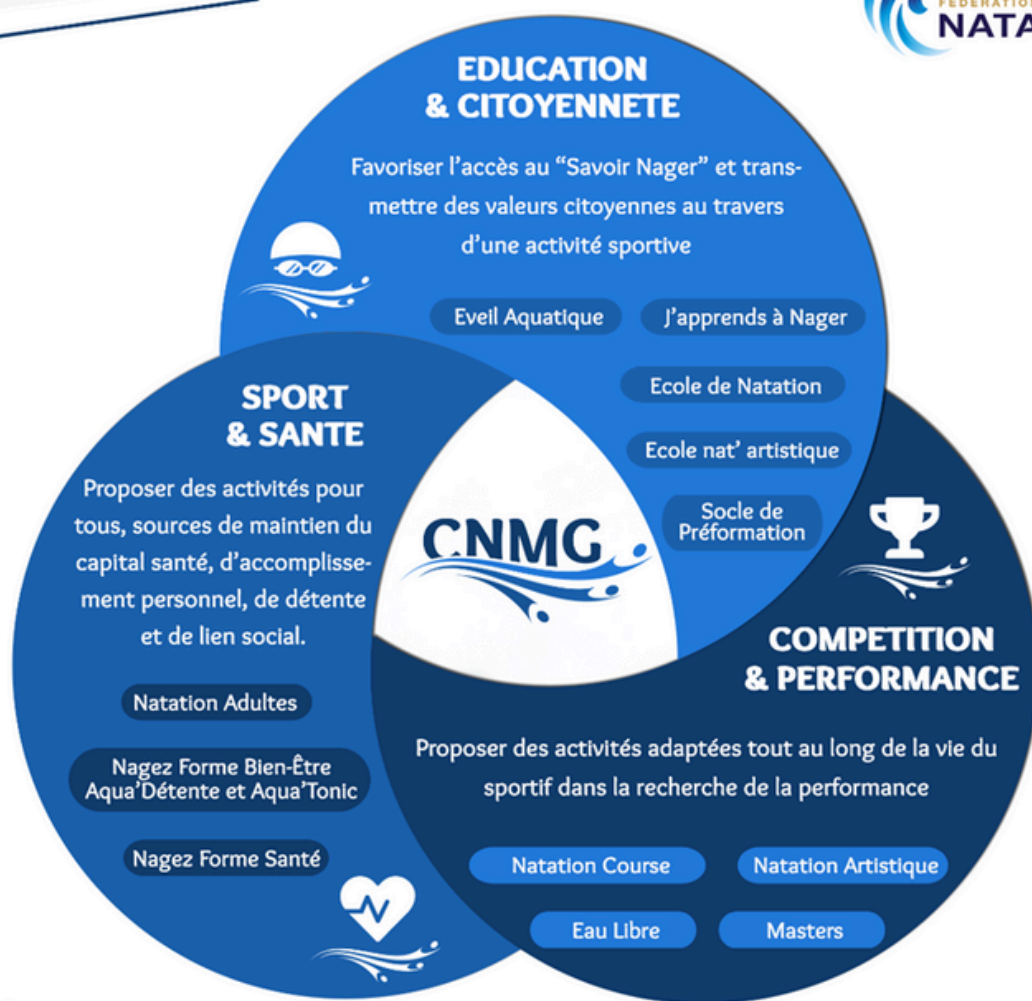 FEDERATION
NATA
EDUCATION
& CITOYENNETE
Favoriser l'accès au “Savoir Nager” et trans-
mettre des valeurs citoyennes au travers
d'une activité sportive
Eveil Aquatique
J'apprends à Nager
Ecole de Natation
Ecole nat' artistique
Socle de
Préformation
SPORT
& SANTE
Proposer des activités pour
tous, sources de maintien du
capital santé, d'accomplisse-
ment personnel, de détente
et de lien social.
Natation Adultes
Nagez Forme Bien-Être
Aqua'Détente et Aqua'Tonic
Nagez Forme Santé
CNMG
COMPETITION
& PERFORMANCE
Proposer des activités adaptées tout au long de la vie du
sportif dans la recherche de la performance
Natation Course
Natation Artistique
Eau Libre
Masters